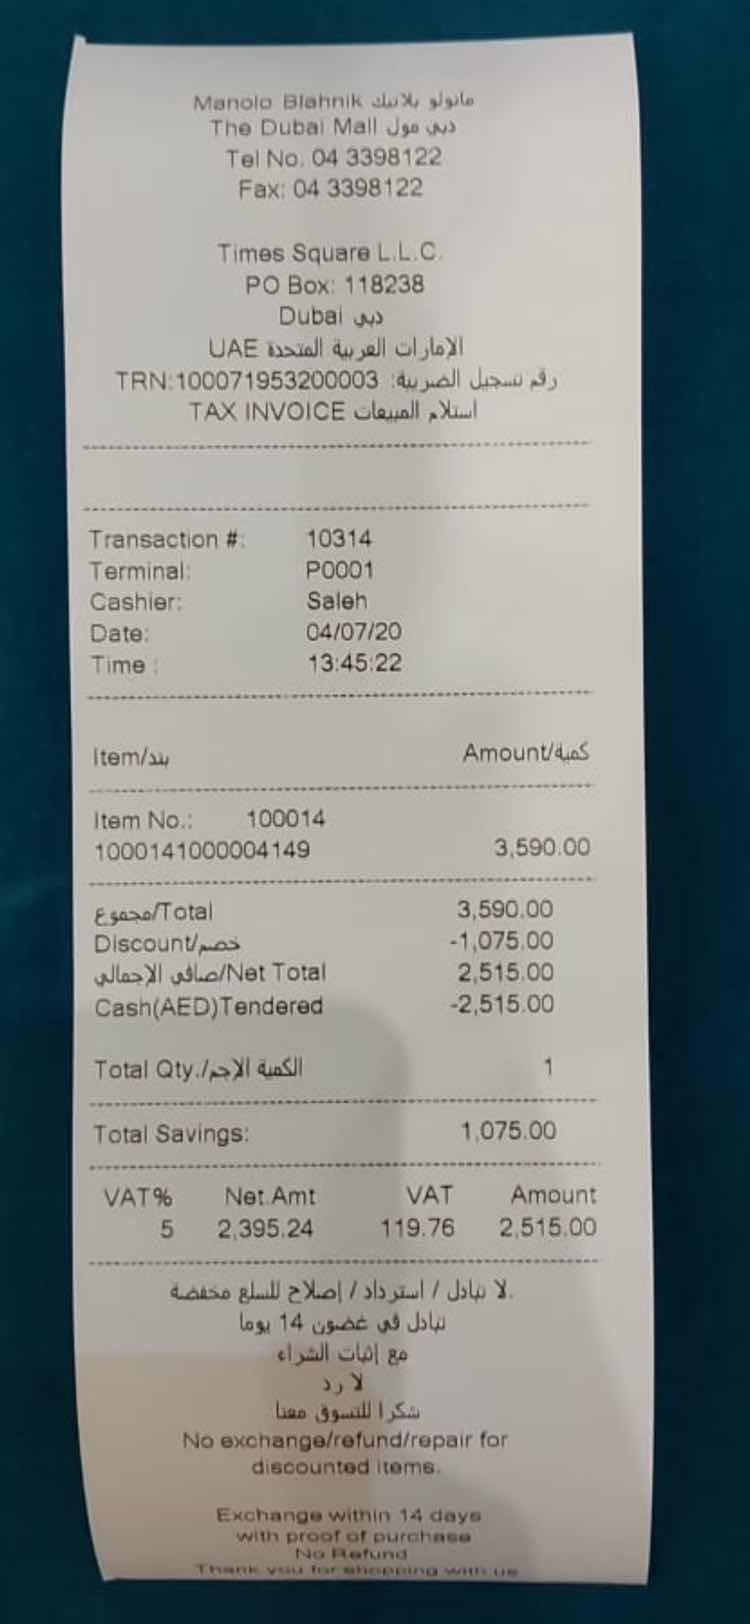 Manolo Blahnik مانولو بلانيك
The Dubai Mall دبي مول
Tel No. 04 3398122
Fax: 04 3398122
Times Square L.L.C.
PO Box: 118238
Dubai دبي
UAE الإمارات العربية المتحدة
TRN:100071953200003 رقم تسجيل الضريبة:
TAX INVOICE استلام المبيعات
Transaction #: 10314
Terminal: P0001
Cashier: Saleh
Date: 04/07/20
Time : 13:45:22
Item/بند Amount/كمية
Item No.: 100014
1000141000004149 3,590.00
مجموع/Total 3,590.00
Discount/خصم -1,075.00
صافي الإجمالي/Net Total 2,515.00
Cash(AED)Tendered -2,515.00
Total Qty./الكمية الاجم 1
Total Savings: 1,075.00
VAT% Net.Amt VAT Amount
5 2,395.24 119.76 2,515.00
لا تبادل / استرداد / إصلاح للسلع مخفضة.
تبادل في غضون 14 يوما
مع إثبات الشراء
لا رد
شكرا للتسوق معنا
No exchange/refund/repair for
discounted items.
Exchange within 14 days
with proof of purchase
No Refund
Thank you for shopping with us